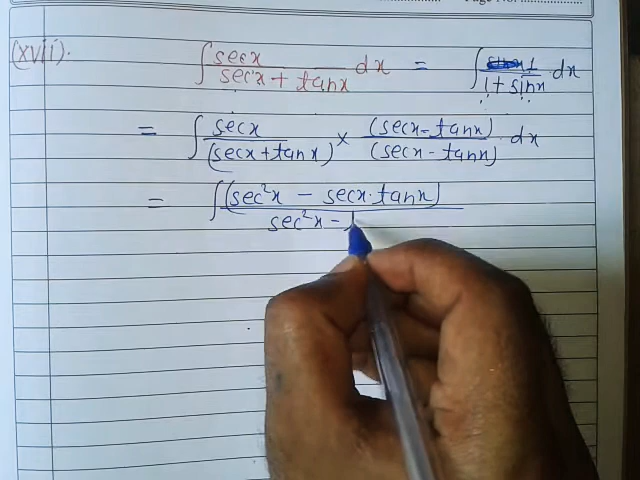 (xvii). ∫ secx / secx + tanx dx = ∫ 1 / 1 + sinx dx
= ∫ secx / (secx + tanx) × (secx - tanx) / (secx - tanx) . dx
= ∫ (sec²x - secx.tanx) / sec²x -